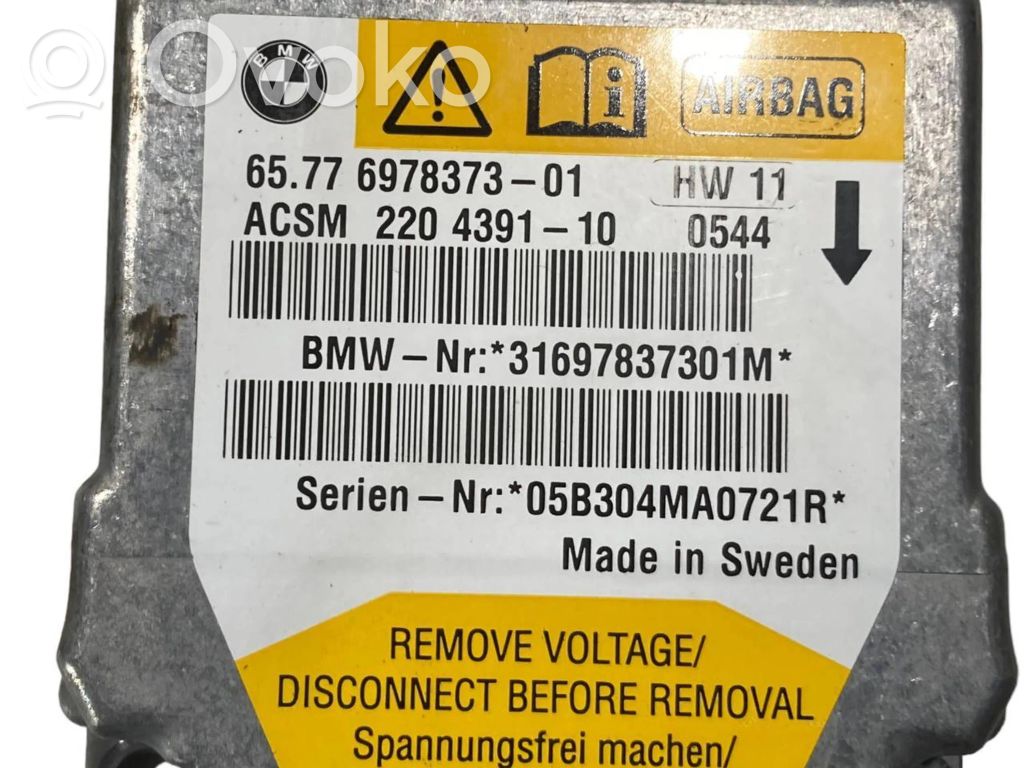 Ovoko
BMW
AIRBAG
65.77 6978373-01 HW 11
ACSM 220 4391-10 0544
BMW-Nr:*31697837301M*
Serien-Nr:*05B304MA0721R*
Made in Sweden
REMOVE VOLTAGE/
DISCONNECT BEFORE REMOVAL
Spannungsfrei machen/